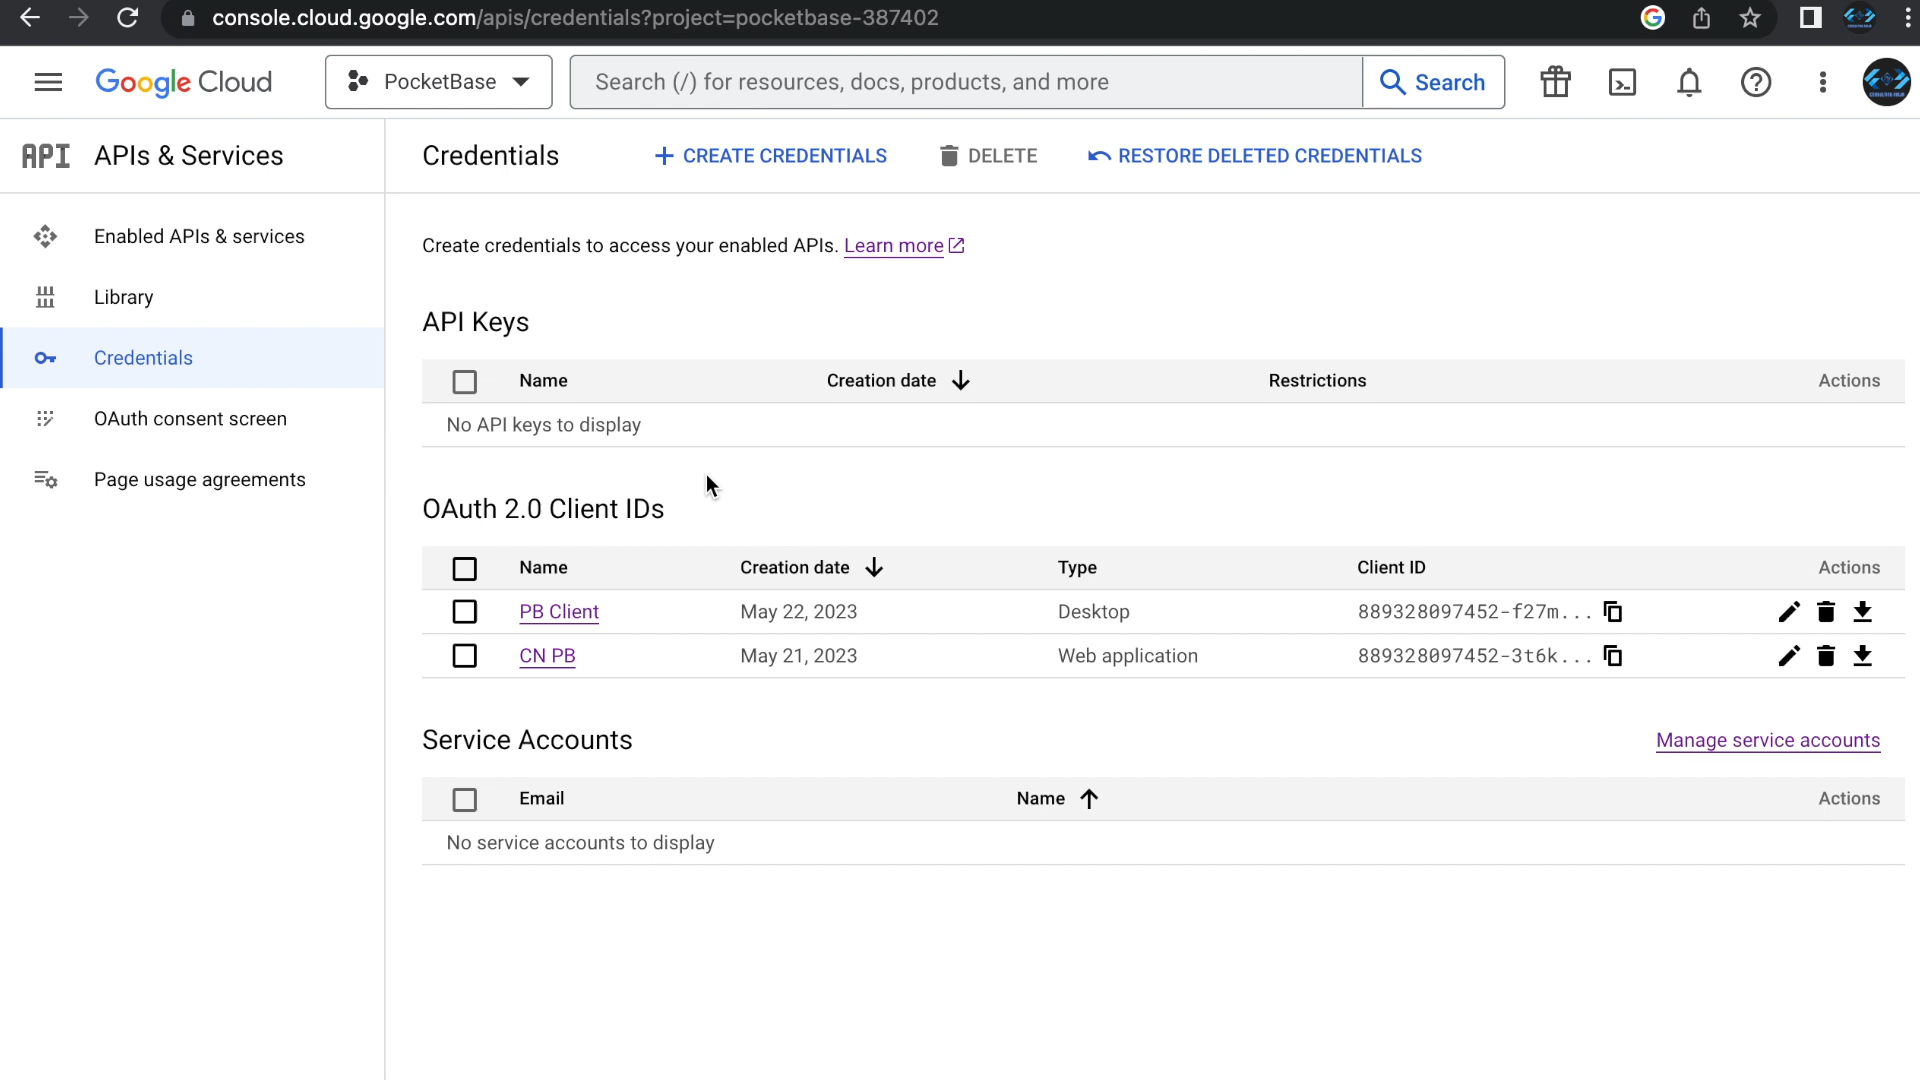 console.cloud.google.com/apis/credentials?project=pocketbase-387402
Google Cloud
PocketBase
Search (/) for resources, docs, products, and more
Search
API APIs & Services
Credentials
CREATE CREDENTIALS
DELETE
RESTORE DELETED CREDENTIALS
Enabled APIs & services
Library
Credentials
OAuth consent screen
Page usage agreements
Create credentials to access your enabled APIs. Learn more
API Keys
Name Creation date Restrictions Actions
No API keys to display
OAuth 2.0 Client IDs
Name Creation date Type Client ID Actions
PB Client May 22, 2023 Desktop 889328097452-f27m...
CN PB May 21, 2023 Web application 889328097452-3t6k...
Service Accounts
Manage service accounts
Email Name Actions
No service accounts to display